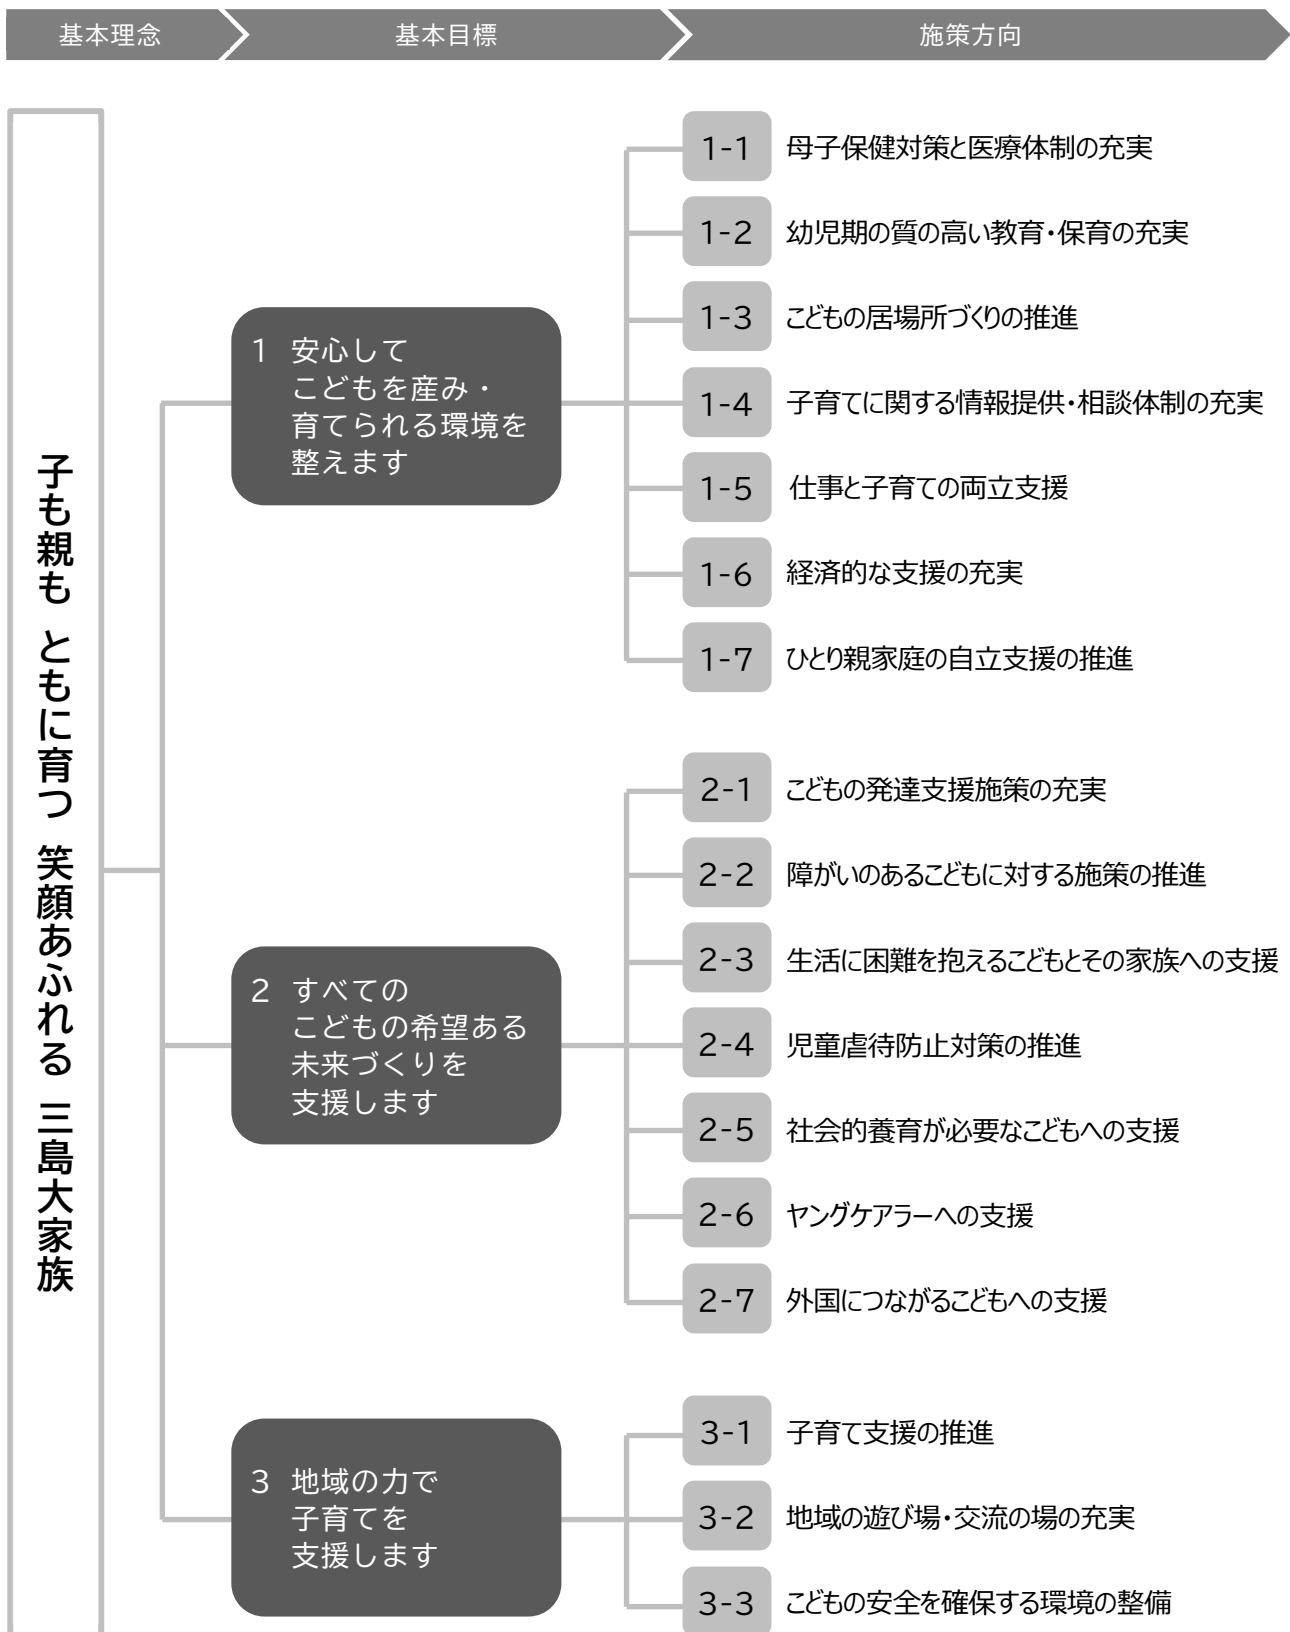 基本理念
基本目標
施策方向
子も親も ともに育つ 笑顔あふれる 三島大家族
1 安心して
こどもを産み・
育てられる環境を
整えます
1-1 母子保健対策と医療体制の充実
1-2 幼児期の質の高い教育・保育の充実
1-3 こどもの居場所づくりの推進
1-4 子育てに関する情報提供・相談体制の充実
1-5 仕事と子育ての両立支援
1-6 経済的な支援の充実
1-7 ひとり親家庭の自立支援の推進
2 すべての
こどもの希望ある
未来づくりを
支援します
2-1 こどもの発達支援施策の充実
2-2 障がいのあるこどもに対する施策の推進
2-3 生活に困難を抱えるこどもとその家族への支援
2-4 児童虐待防止対策の推進
2-5 社会的養育が必要なこどもへの支援
2-6 ヤングケアラーへの支援
2-7 外国につながるこどもへの支援
3 地域の力で
子育てを
支援します
3-1 子育て支援の推進
3-2 地域の遊び場・交流の場の充実
3-3 こどもの安全を確保する環境の整備